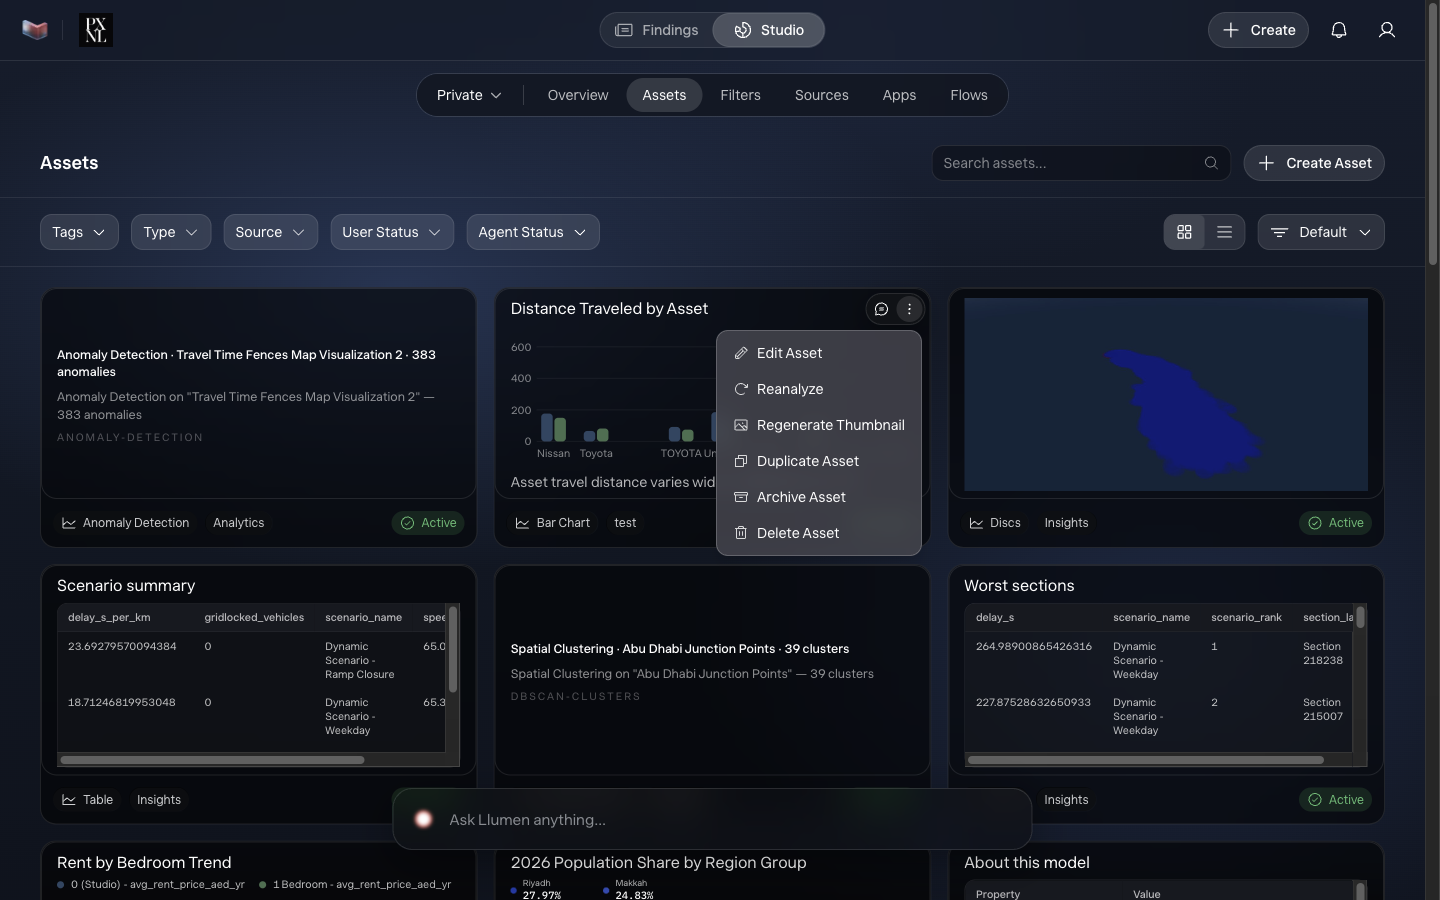 PX
NL
Findings
Studio
Create
Private
Overview
Assets
Filters
Sources
Apps
Flows
Assets
Search assets...
Create Asset
Tags
Type
Source
User Status
Agent Status
Default
Anomaly Detection · Travel Time Fences Map Visualization 2 · 383
anomalies
Anomaly Detection on "Travel Time Fences Map Visualization 2" —
383 anomalies
ANOMALY-DETECTION
Anomaly Detection
Analytics
Active
Distance Traveled by Asset
600
400
200
0
Nissan
Toyota
TOYOTA Un
Asset travel distance varies wid
Bar Chart
test
Edit Asset
Reanalyze
Regenerate Thumbnail
Duplicate Asset
Archive Asset
Delete Asset
Discs
Insights
Active
Scenario summary
delay_s_per_km gridlocked_vehicles scenario_name spee
23.69279570094384 0 Dynamic 65.0
Scenario -
Ramp Closure
18.71246819953048 0 Dynamic 65.3
Scenario -
Weekday
Table
Insights
Spatial Clustering · Abu Dhabi Junction Points · 39 clusters
Spatial Clustering on "Abu Dhabi Junction Points" — 39 clusters
DBSCAN-CLUSTERS
Worst sections
delay_s scenario_name scenario_rank section_la
264.98900865426316 Dynamic 1 Section
Scenario - 218238
Weekday
227.87528632650933 Dynamic 2 Section
Scenario - 215007
Weekday
Insights
Active
Ask Llumen anything...
Rent by Bedroom Trend
0 (Studio) - avg_rent_price_aed_yr
1 Bedroom - avg_rent_price_aed_yr
2026 Population Share by Region Group
Riyadh
27.97%
Makkah
24.83%
About this model
Property Value